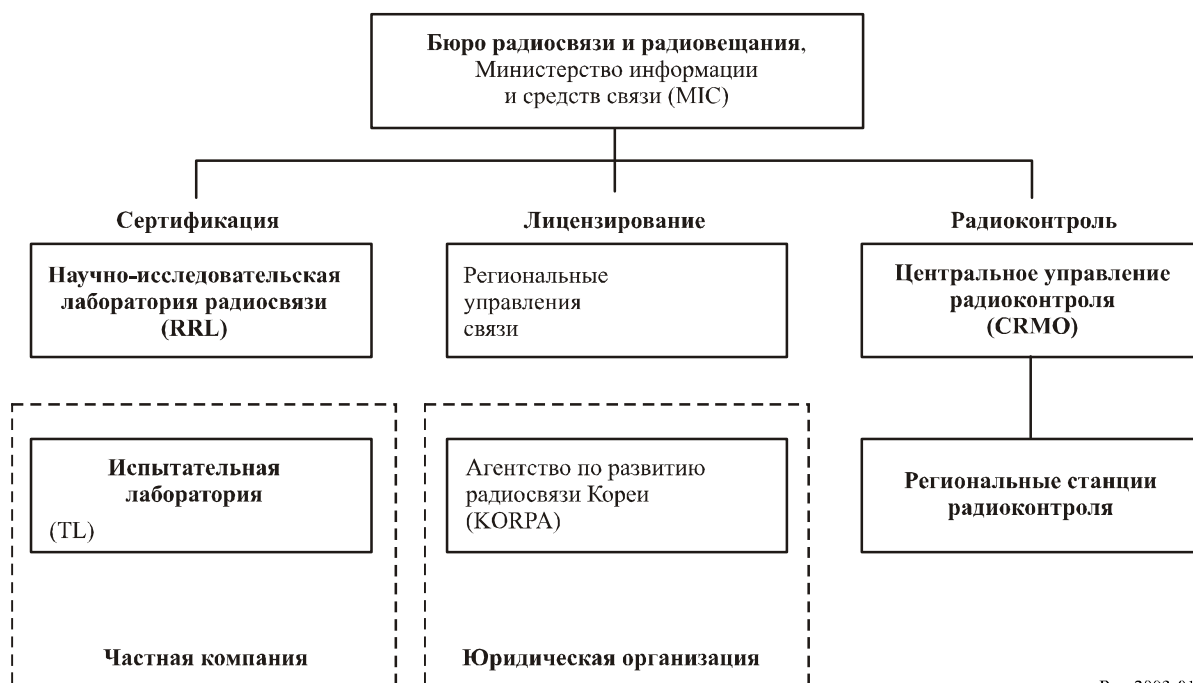 Бюро радиосвязи и радиовещания,
Министерство информации
и средств связи (MIC)
Сертификация
Лицензирование
Радиоконтроль
Научно-исследовательская
лаборатория радиосвязи
(RRL)
Региональные
управления
связи
Центральное управление
радиоконтроля
(CRMO)
Испытательная
лаборатория
(TL)
Агентство по развитию
радиосвязи Кореи
(KORPA)
Региональные станции
радиоконтроля
Частная компания
Юридическая организация